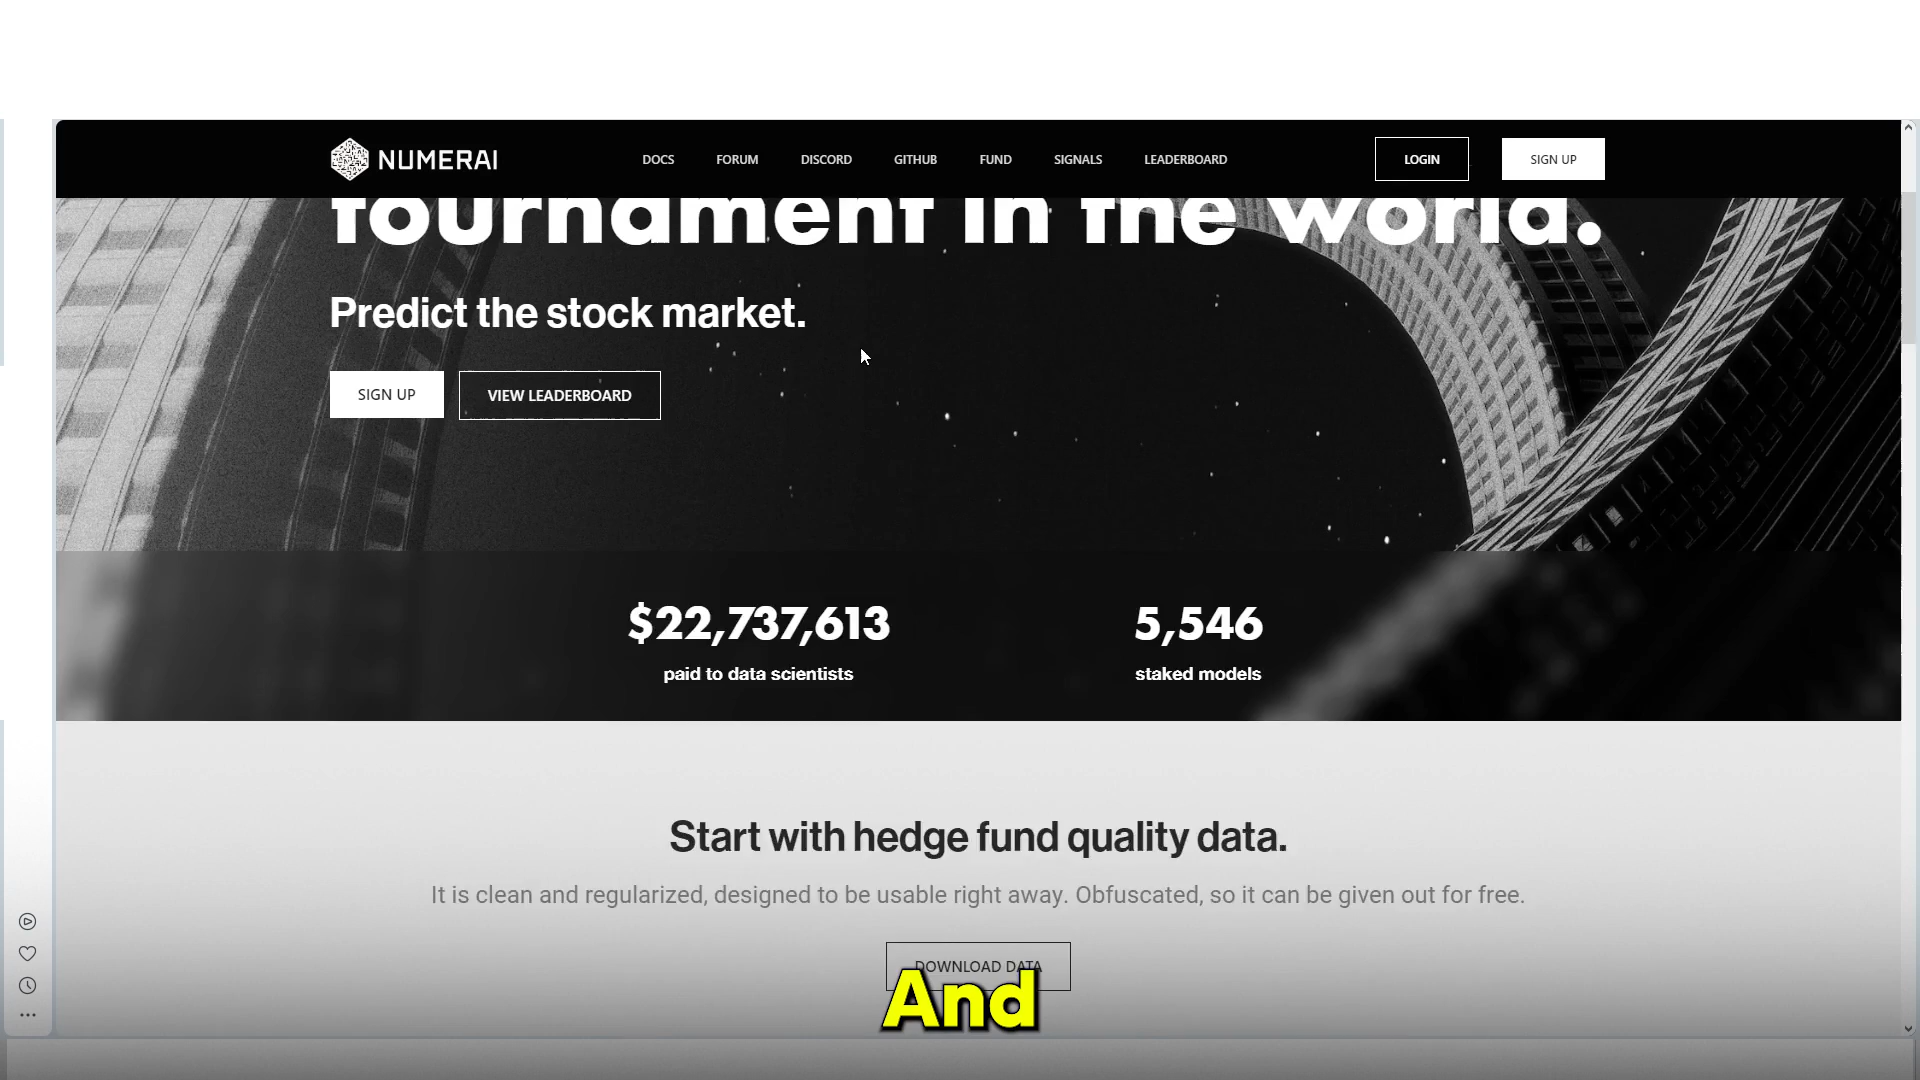 NUMERAI
DOCS FORUM DISCORD GITHUB FUND SIGNALS LEADERBOARD
LOGIN SIGN UP
tournament in the world.
Predict the stock market.
SIGN UP VIEW LEADERBOARD
$22,737,613 5,546
paid to data scientists staked models
Start with hedge fund quality data.
It is clean and regularized, designed to be usable right away. Obfuscated, so it can be given out for free.
DOWNLOAD DATA
And